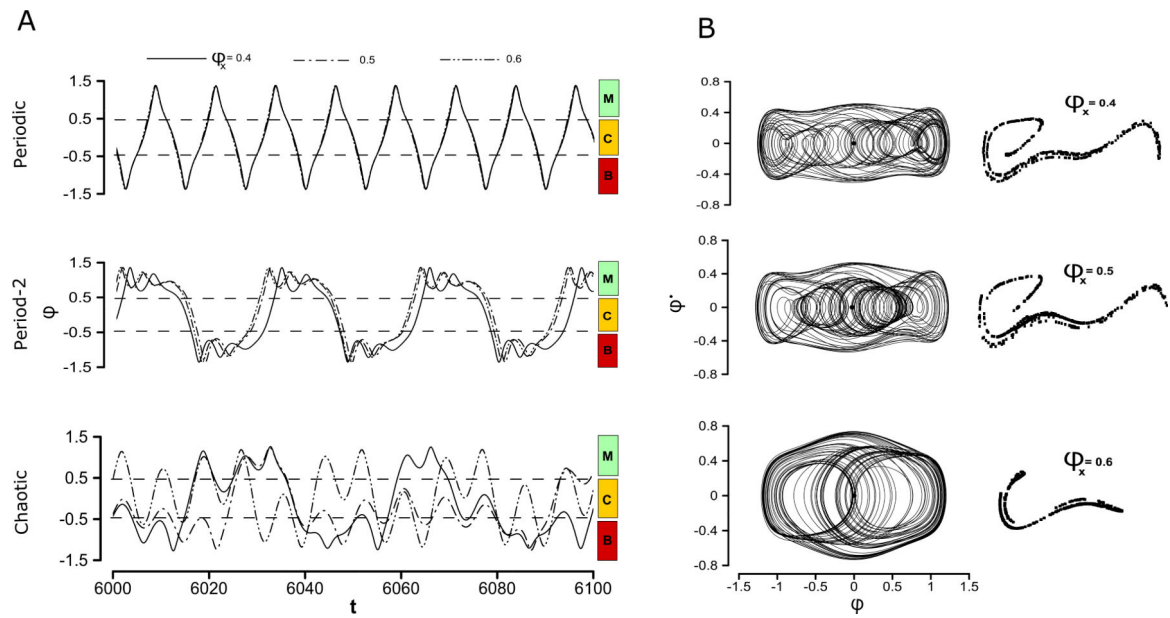 A
B
φx = 0.4
0.5
0.6
Periodic
1.5
0.5
-0.5
-1.5
M
C
B
Period-2
φ
1.5
0.5
-0.5
-1.5
M
C
B
Chaotic
1.5
0.5
-0.5
-1.5
M
C
B
6000
6020
6040
6060
6080
6100
t
0.8
0.4
0
-0.4
-0.8
φx = 0.4
φ•
0.8
0.4
0
-0.4
-0.8
φx = 0.5
0.8
0.4
0
-0.4
-0.8
φx = 0.6
-1.5
-1
-0.5
0
0.5
1
1.5
φ